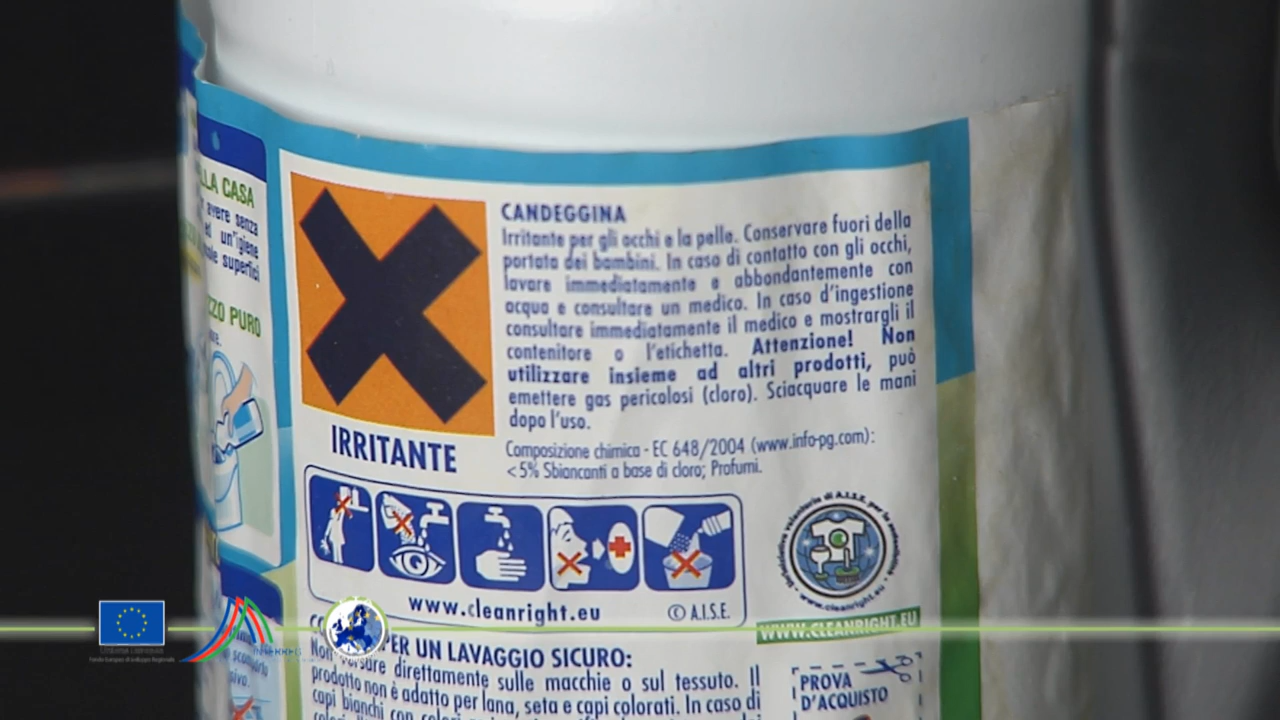 LLA CASA
avere senza
ed un'igiene
superfici
ZZO PURO
CANDEGGINA
Irritante per gli occhi e la pelle. Conservare fuori della
portata dei bambini. In caso di contatto con gli occhi,
lavare immediatamente e abbondantemente con
acqua e consultare un medico. In caso d'ingestione
consultare immediatamente il medico e mostrargli il
contenitore o l'etichetta. Attenzione! Non
utilizzare insieme ad altri prodotti, può
emettere gas pericolosi (cloro). Sciacquare le mani
dopo l'uso.
Composizione chimica - EC 648/2004 (www.info-pg.com):
<5% Sbiancanti a base di cloro; Profumi.
IRRITANTE
www.cleanright.eu
© A.I.S.E.
www.cleanright.eu
WWW.CLEANRIGHT.EU
PER UN LAVAGGIO SICURO:
Non versare direttamente sulle macchie o sul tessuto. Il
prodotto non è adatto per lana, seta e capi colorati. In caso di
capi bianchi con
PROVA
D'ACQUISTO